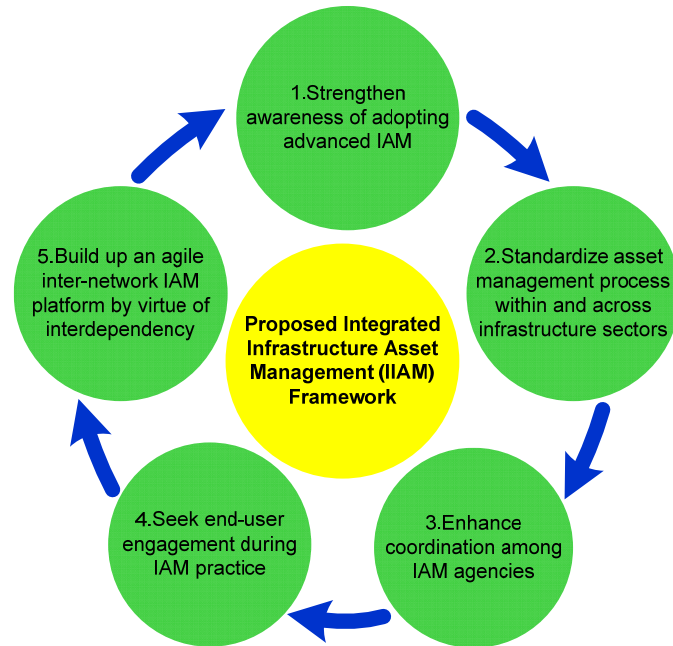 1.Strengthen
awareness of adopting
advanced IAM
2.Standardize asset
management process
within and across
infrastructure sectors
3.Enhance
coordination among
IAM agencies
4.Seek end-user
engagement during
IAM practice
5.Build up an agile
inter-network IAM
platform by virtue of
interdependency
Proposed Integrated
Infrastructure Asset
Management (IIAM)
Framework